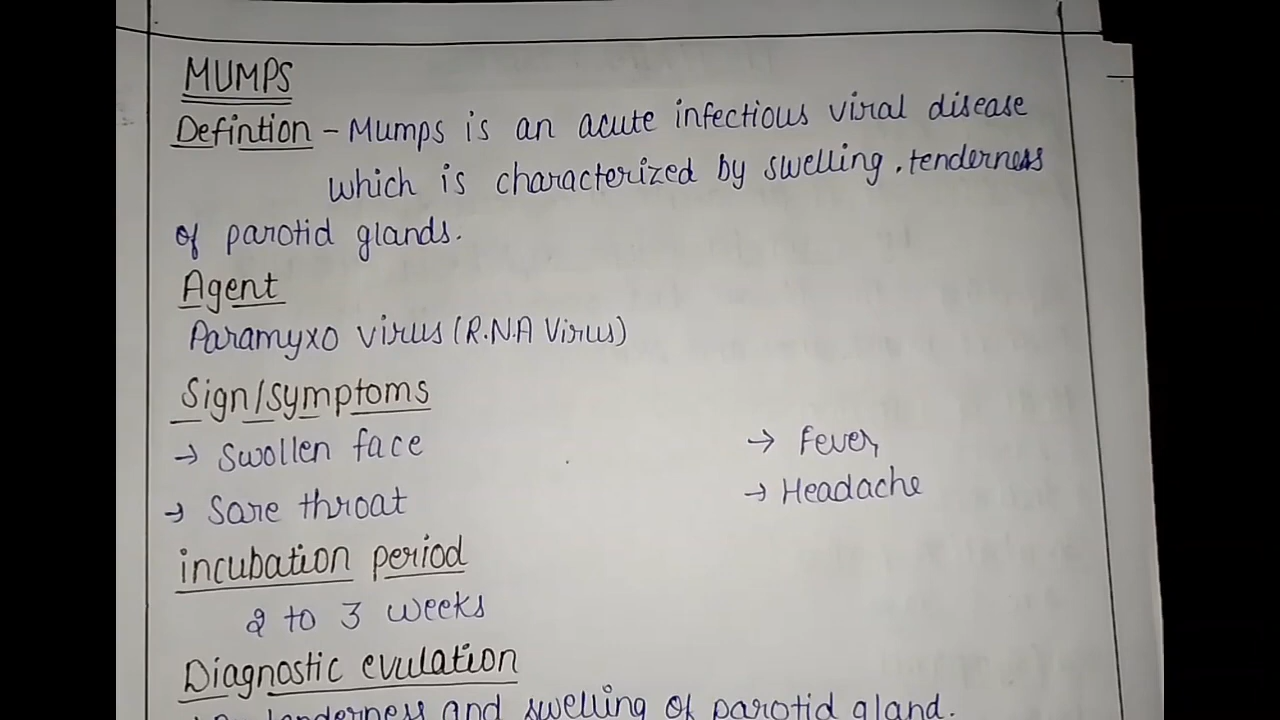 MUMPS
Defintion - Mumps is an acute infectious viral disease
which is characterized by swelling, tenderness
of parotid glands.
Agent
Paramyxo virus (R.N.A Virus)
Sign/symptoms
→ Swollen face
→ Fever
→ Sore throat
→ Headache
incubation period
2 to 3 weeks
Diagnostic evulation
tenderness and swelling of parotid gland.